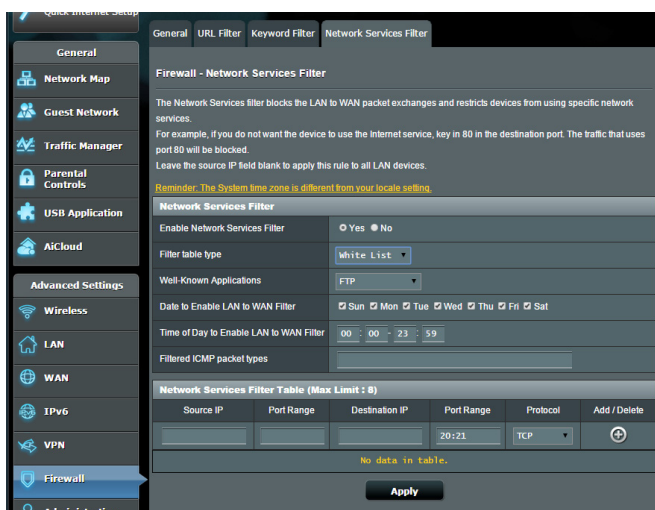 Quick Internet Setup
General
Network Map
Guest Network
Traffic Manager
Parental
Controls
USB Application
AiCloud
Advanced Settings
Wireless
LAN
WAN
IPv6
VPN
Firewall
General URL Filter Keyword Filter Network Services Filter
Firewall - Network Services Filter
The Network Services filter blocks the LAN to WAN packet exchanges and restricts devices from using specific network
services.
For example, if you do not want the device to use the Internet service, key in 80 in the destination port. The traffic that uses
port 80 will be blocked.
Leave the source IP field blank to apply this rule to all LAN devices.
Reminder: The System time zone is different from your locale setting.
Network Services Filter
Enable Network Services Filter Yes No
Filter table type White List
Well-Known Applications FTP
Date to Enable LAN to WAN Filter Sun Mon Tue Wed Thu Fri Sat
Time of Day to Enable LAN to WAN Filter 00 : 00 - 23 : 59
Filtered ICMP packet types
Network Services Filter Table (Max Limit : 8)
Source IP Port Range Destination IP Port Range Protocol Add / Delete
20:21 TCP
No data in table.
Apply